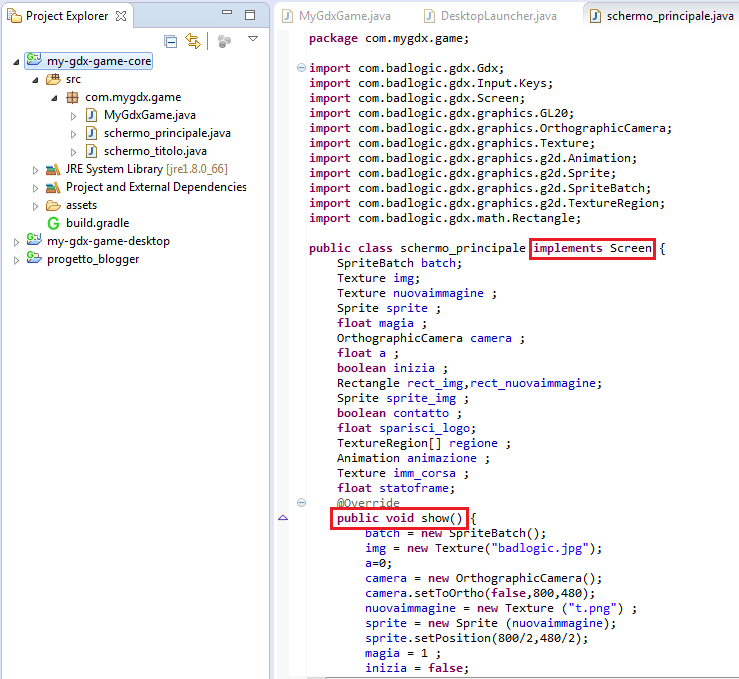 Project Explorer
my-gdx-game-core
src
com.mygdx.game
MyGdxGame.java
schermo_principale.java
schermo_titolo.java
JRE System Library [jre1.8.0_66]
Project and External Dependencies
assets
build.gradle
my-gdx-game-desktop
progetto_blogger
MyGdxGame.java DesktopLauncher.java schermo_principale.java
package com.mygdx.game;
import com.badlogic.gdx.Gdx;
import com.badlogic.gdx.Input.Keys;
import com.badlogic.gdx.Screen;
import com.badlogic.gdx.graphics.GL20;
import com.badlogic.gdx.graphics.OrthographicCamera;
import com.badlogic.gdx.graphics.Texture;
import com.badlogic.gdx.graphics.g2d.Animation;
import com.badlogic.gdx.graphics.g2d.Sprite;
import com.badlogic.gdx.graphics.g2d.SpriteBatch;
import com.badlogic.gdx.graphics.g2d.TextureRegion;
import com.badlogic.gdx.math.Rectangle;
public class schermo_principale implements Screen {
SpriteBatch batch;
Texture img;
Texture nuovaimmagine ;
Sprite sprite ;
float magia ;
OrthographicCamera camera ;
float a ;
boolean inizia ;
Rectangle rect_img,rect_nuovaimmagine;
Sprite sprite_img ;
boolean contatto ;
float sparisci_logo;
TextureRegion[] regione ;
Animation animazione ;
Texture imm_corsa ;
float statoframe;
@Override
public void show() {
batch = new SpriteBatch();
img = new Texture("badlogic.jpg");
a=0;
camera = new OrthographicCamera();
camera.setToOrtho(false,800,480);
nuovaimmagine = new Texture ("t.png") ;
sprite = new Sprite (nuovaimmagine);
sprite.setPosition(800/2,480/2);
magia = 1 ;
inizia = false;